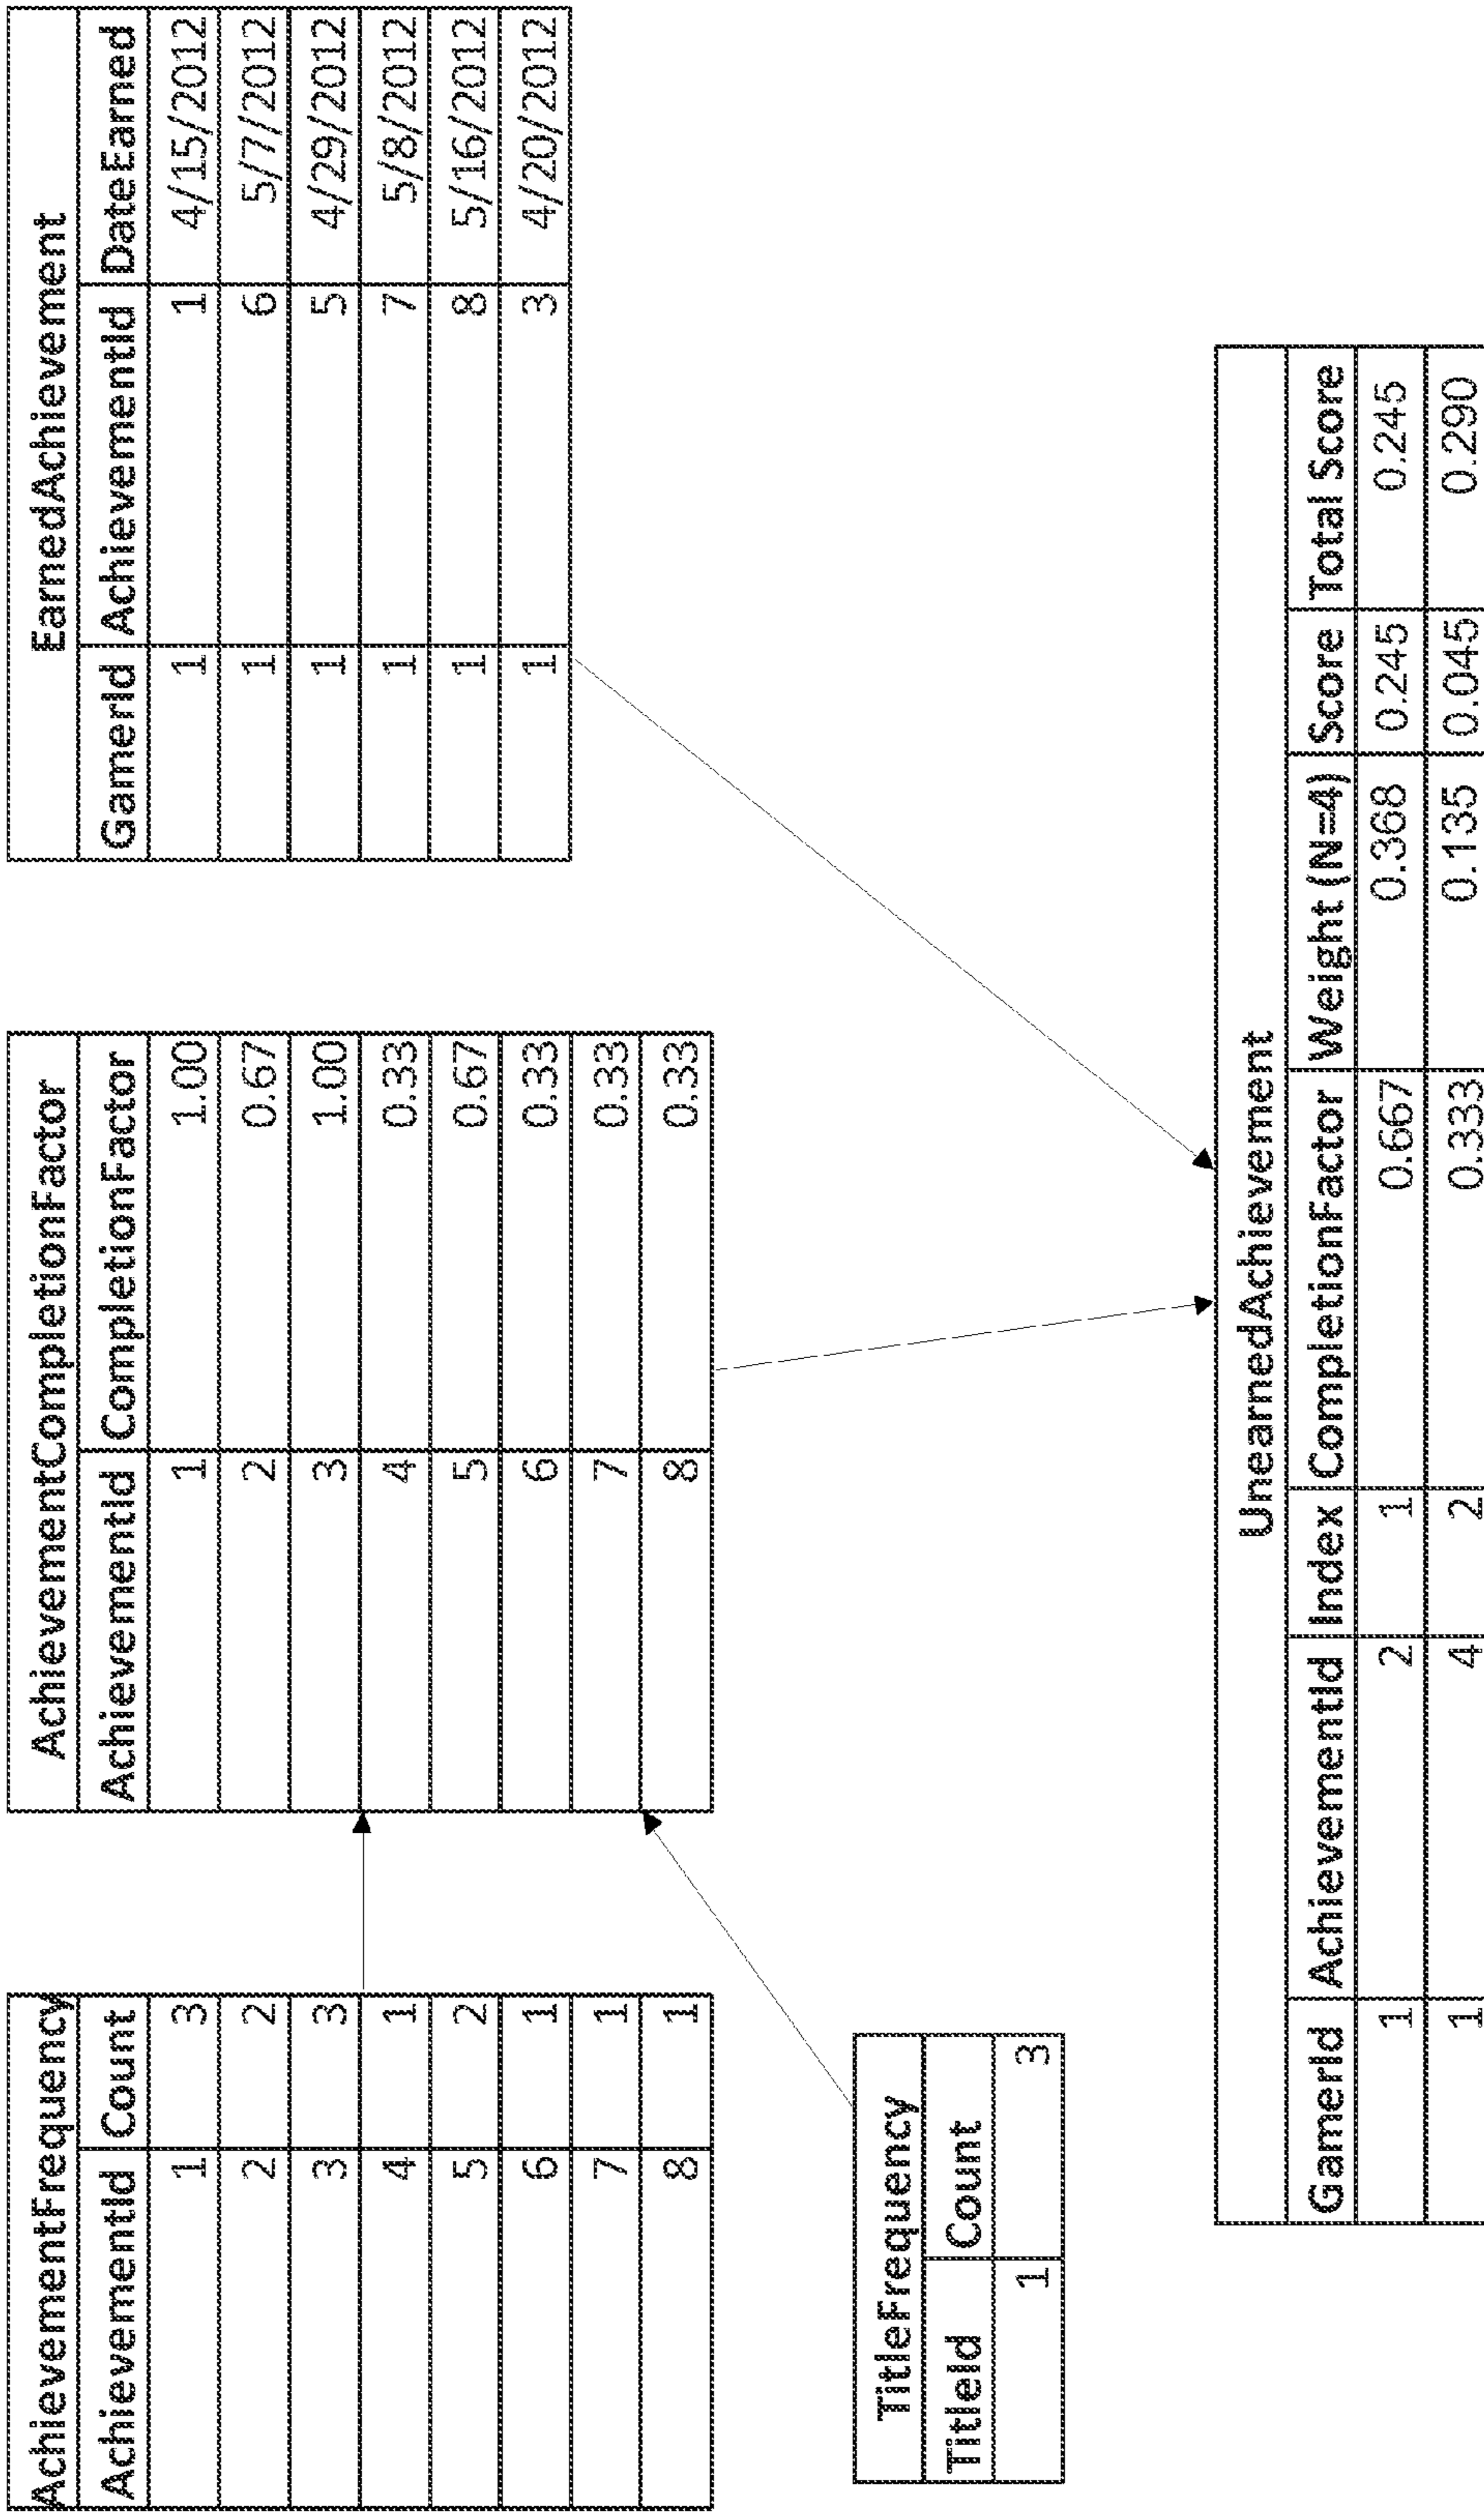 AchievementFrequency
AchievementId Count
1 3
2 2
3 3
4 1
5 2
6 1
7 1
8 1
AchievementCompletionFactor
AchievementId CompletionFactor
1 1.00
2 0.67
3 1.00
4 0.33
5 0.67
6 0.33
7 0.33
8 0.33
EarnedAchievement
GamerId AchievementId DateEarned
1 1 4/15/2012
1 6 5/7/2012
1 5 4/29/2012
1 7 5/8/2012
1 8 5/16/2012
1 3 4/20/2012
TitleFrequency
TitleId Count
1 3
UnearnedAchievement
GamerId AchievementId Index CompletionFactor Weight (N=4) Score Total Score
1 2 1 0.667 0.368 0.245 0.245
1 4 2 0.333 0.135 0.045 0.290